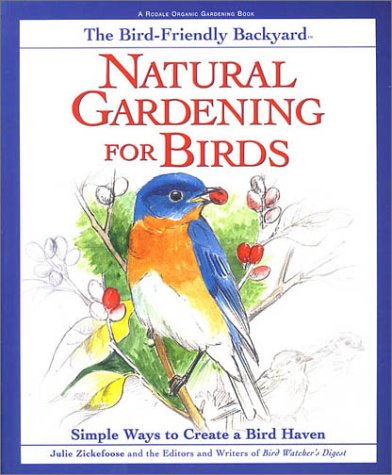 A Rodale Organic Gardening Book
The Bird-Friendly Backyard™
NATURAL
GARDENING
FOR BIRDS
Simple Ways to Create a Bird Haven
Julie Zickefoose and the Editors and Writers of Bird Watcher's Digest